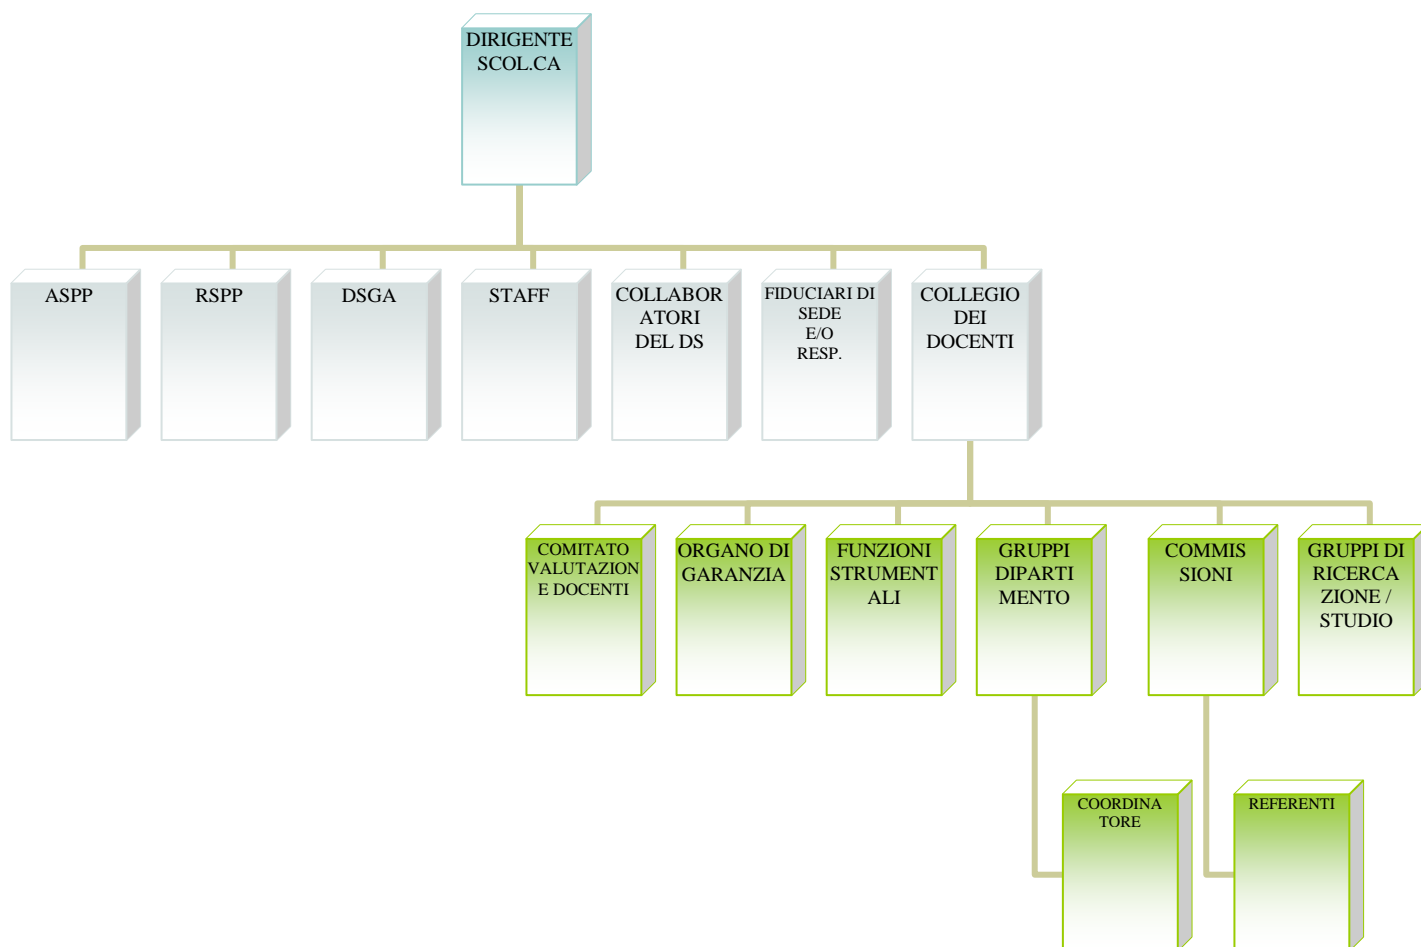 DIRIGENTE
SCOL.CA
ASPP
RSPP
DSGA
STAFF
COLLABOR
ATORI
DEL DS
FIDUCIARI DI
SEDE
E/O
RESP.
COLLEGIO
DEI
DOCENTI
COMITATO
VALUTAZION
E DOCENTI
ORGANO DI
GARANZIA
FUNZIONI
STRUMENT
ALI
GRUPPI
DIPARTI
MENTO
COMMIS
SIONI
GRUPPI DI
RICERCA
ZIONE /
STUDIO
COORDINA
TORE
REFERENTI